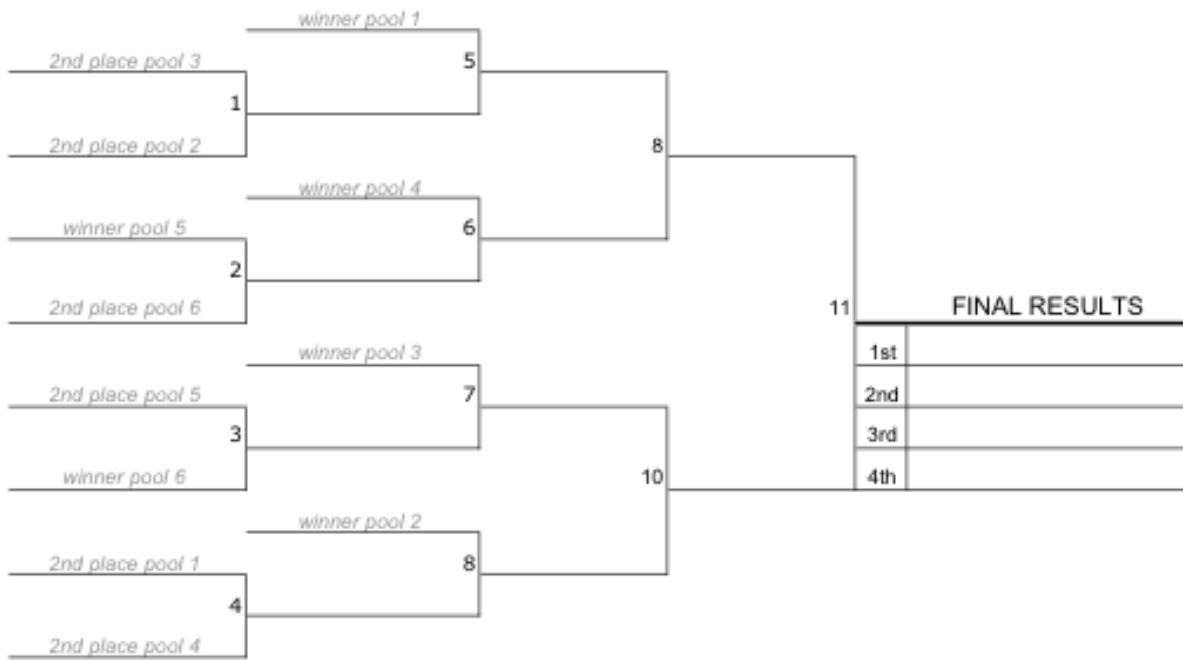 winner pool 1
2nd place pool 3
5
1
2nd place pool 2
8
winner pool 4
winner pool 5
6
2
2nd place pool 6
11
FINAL RESULTS
winner pool 3
1st
2nd place pool 5
7
2nd
3
3rd
winner pool 6
10
4th
winner pool 2
2nd place pool 1
8
4
2nd place pool 4